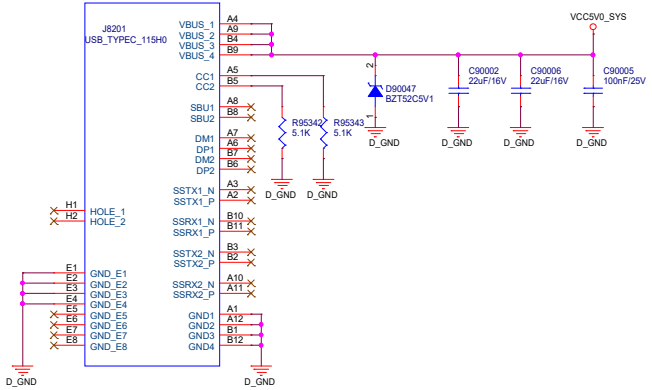 J8201
USB_TYPEC_115H0
VCC5V0_SYS
VBUS_1 A4
VBUS_2 A9
VBUS_3 B4
VBUS_4 B9
CC1 A5
CC2 B5
SBU1 A8
SBU2 B8
DM1 A7
DP1 A6
DM2 B7
DP2 B6
SSTX1_N A3
SSTX1_P A2
SSRX1_N B10
SSRX1_P B11
SSTX2_N B3
SSTX2_P B2
SSRX2_N A10
SSRX2_P A11
GND1 A1
GND2 A12
GND3 B1
GND4 B12
H1 HOLE_1
H2 HOLE_2
E1 GND_E1
E2 GND_E2
E3 GND_E3
E4 GND_E4
E5 GND_E5
E6 GND_E6
E7 GND_E7
E8 GND_E8
R95342
5.1K
R95343
5.1K
D_GND
D_GND
2
D90047
BZT52C5V1
1
D_GND
C90002
22uF/16V
D_GND
C90006
22uF/16V
D_GND
C90005
100nF/25V
D_GND
D_GND
D_GND